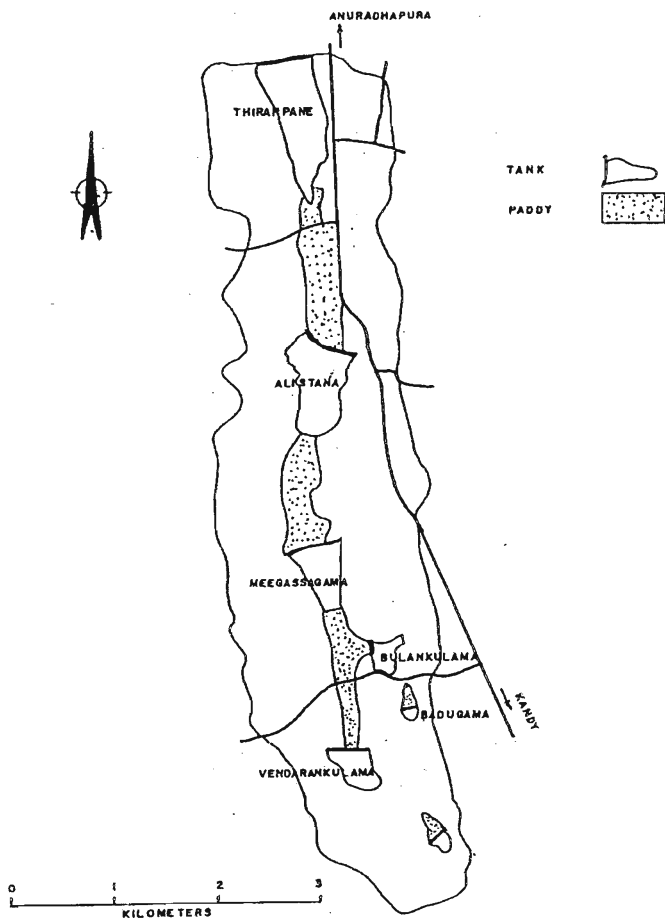 ANURADHAPURA
THIRAPPANE
TANK
PADDY
ALISTANA
MEEGASSAGAMA
BULANKULAMA
BADUGAMA
KANDY
VENDARANKULAMA
0 1 2 3
KILOMETERS